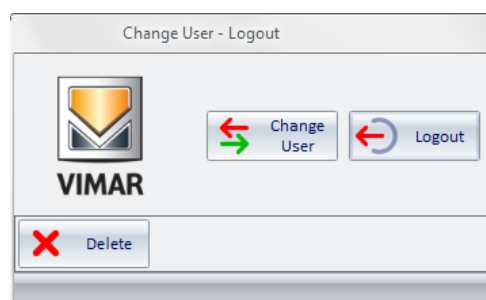 Change User - Logout
Change
User
Logout
VIMAR
Delete